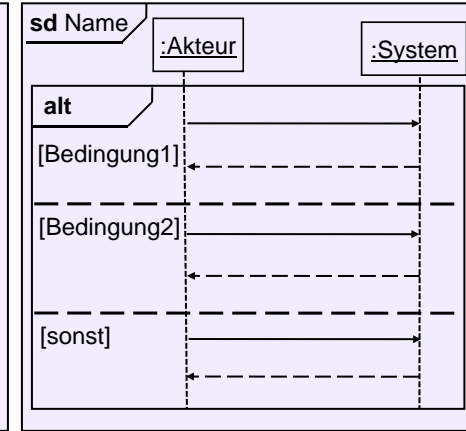 sd Name
:Akteur
:System
alt
[Bedingung1]
[Bedingung2]
[sonst]